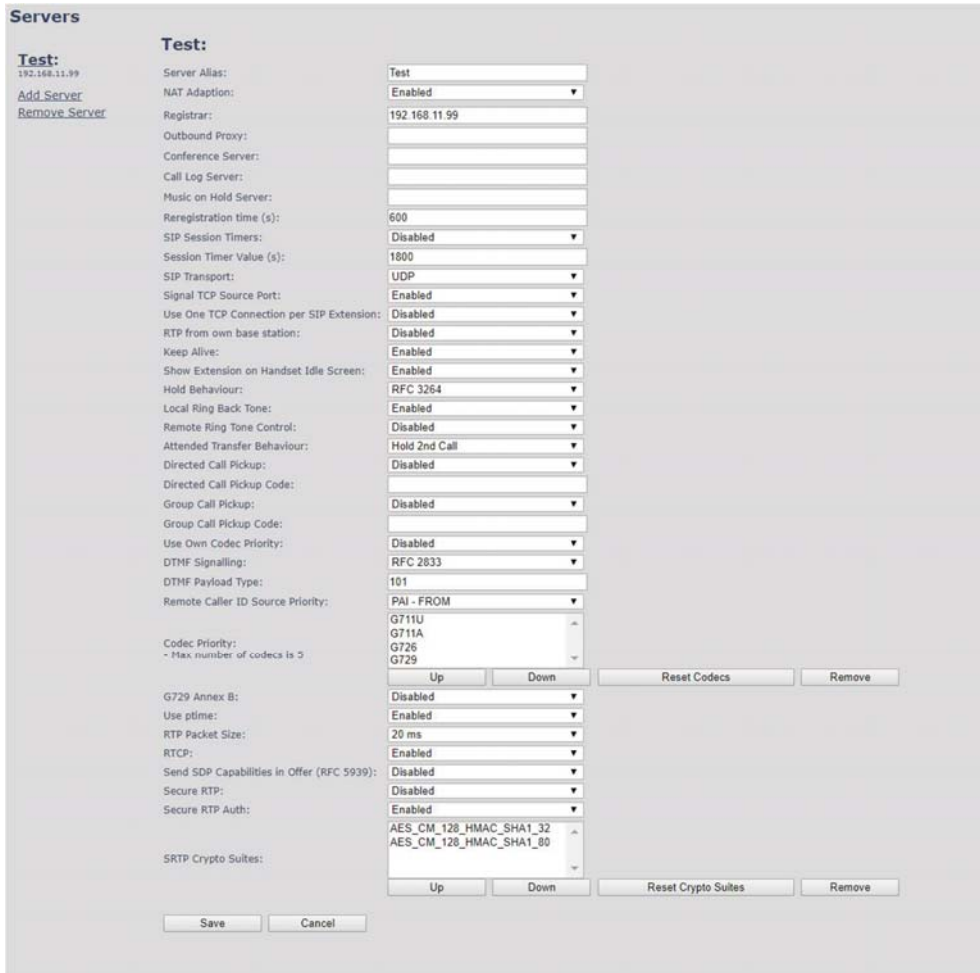 Servers
Test:
192.168.11.99
Add Server
Remove Server
Test:
Server Alias: Test
NAT Adaption: Enabled
Registrar: 192.168.11.99
Outbound Proxy:
Conference Server:
Call Log Server:
Music on Hold Server:
Reregistration time (s): 600
SIP Session Timers: Disabled
Session Timer Value (s): 1800
SIP Transport: UDP
Signal TCP Source Port: Enabled
Use One TCP Connection per SIP Extension: Disabled
RTP from own base station: Disabled
Keep Alive: Enabled
Show Extension on Handset Idle Screen: Enabled
Hold Behaviour: RFC 3264
Local Ring Back Tone: Enabled
Remote Ring Tone Control: Disabled
Attended Transfer Behaviour: Hold 2nd Call
Directed Call Pickup: Disabled
Directed Call Pickup Code:
Group Call Pickup: Disabled
Group Call Pickup Code:
Use Own Codec Priority: Disabled
DTMF Signalling: RFC 2833
DTMF Payload Type: 101
Remote Caller ID Source Priority: PAI - FROM
Codec Priority:
- Max number of codecs is 5
G711U
G711A
G726
G729
Up Down Reset Codecs Remove
G729 Annex B: Disabled
Use ptime: Enabled
RTP Packet Size: 20 ms
RTCP: Enabled
Send SDP Capabilities in Offer (RFC 5939): Disabled
Secure RTP: Disabled
Secure RTP Auth: Enabled
SRTP Crypto Suites:
AES_CM_128_HMAC_SHA1_32
AES_CM_128_HMAC_SHA1_80
Up Down Reset Crypto Suites Remove
Save Cancel